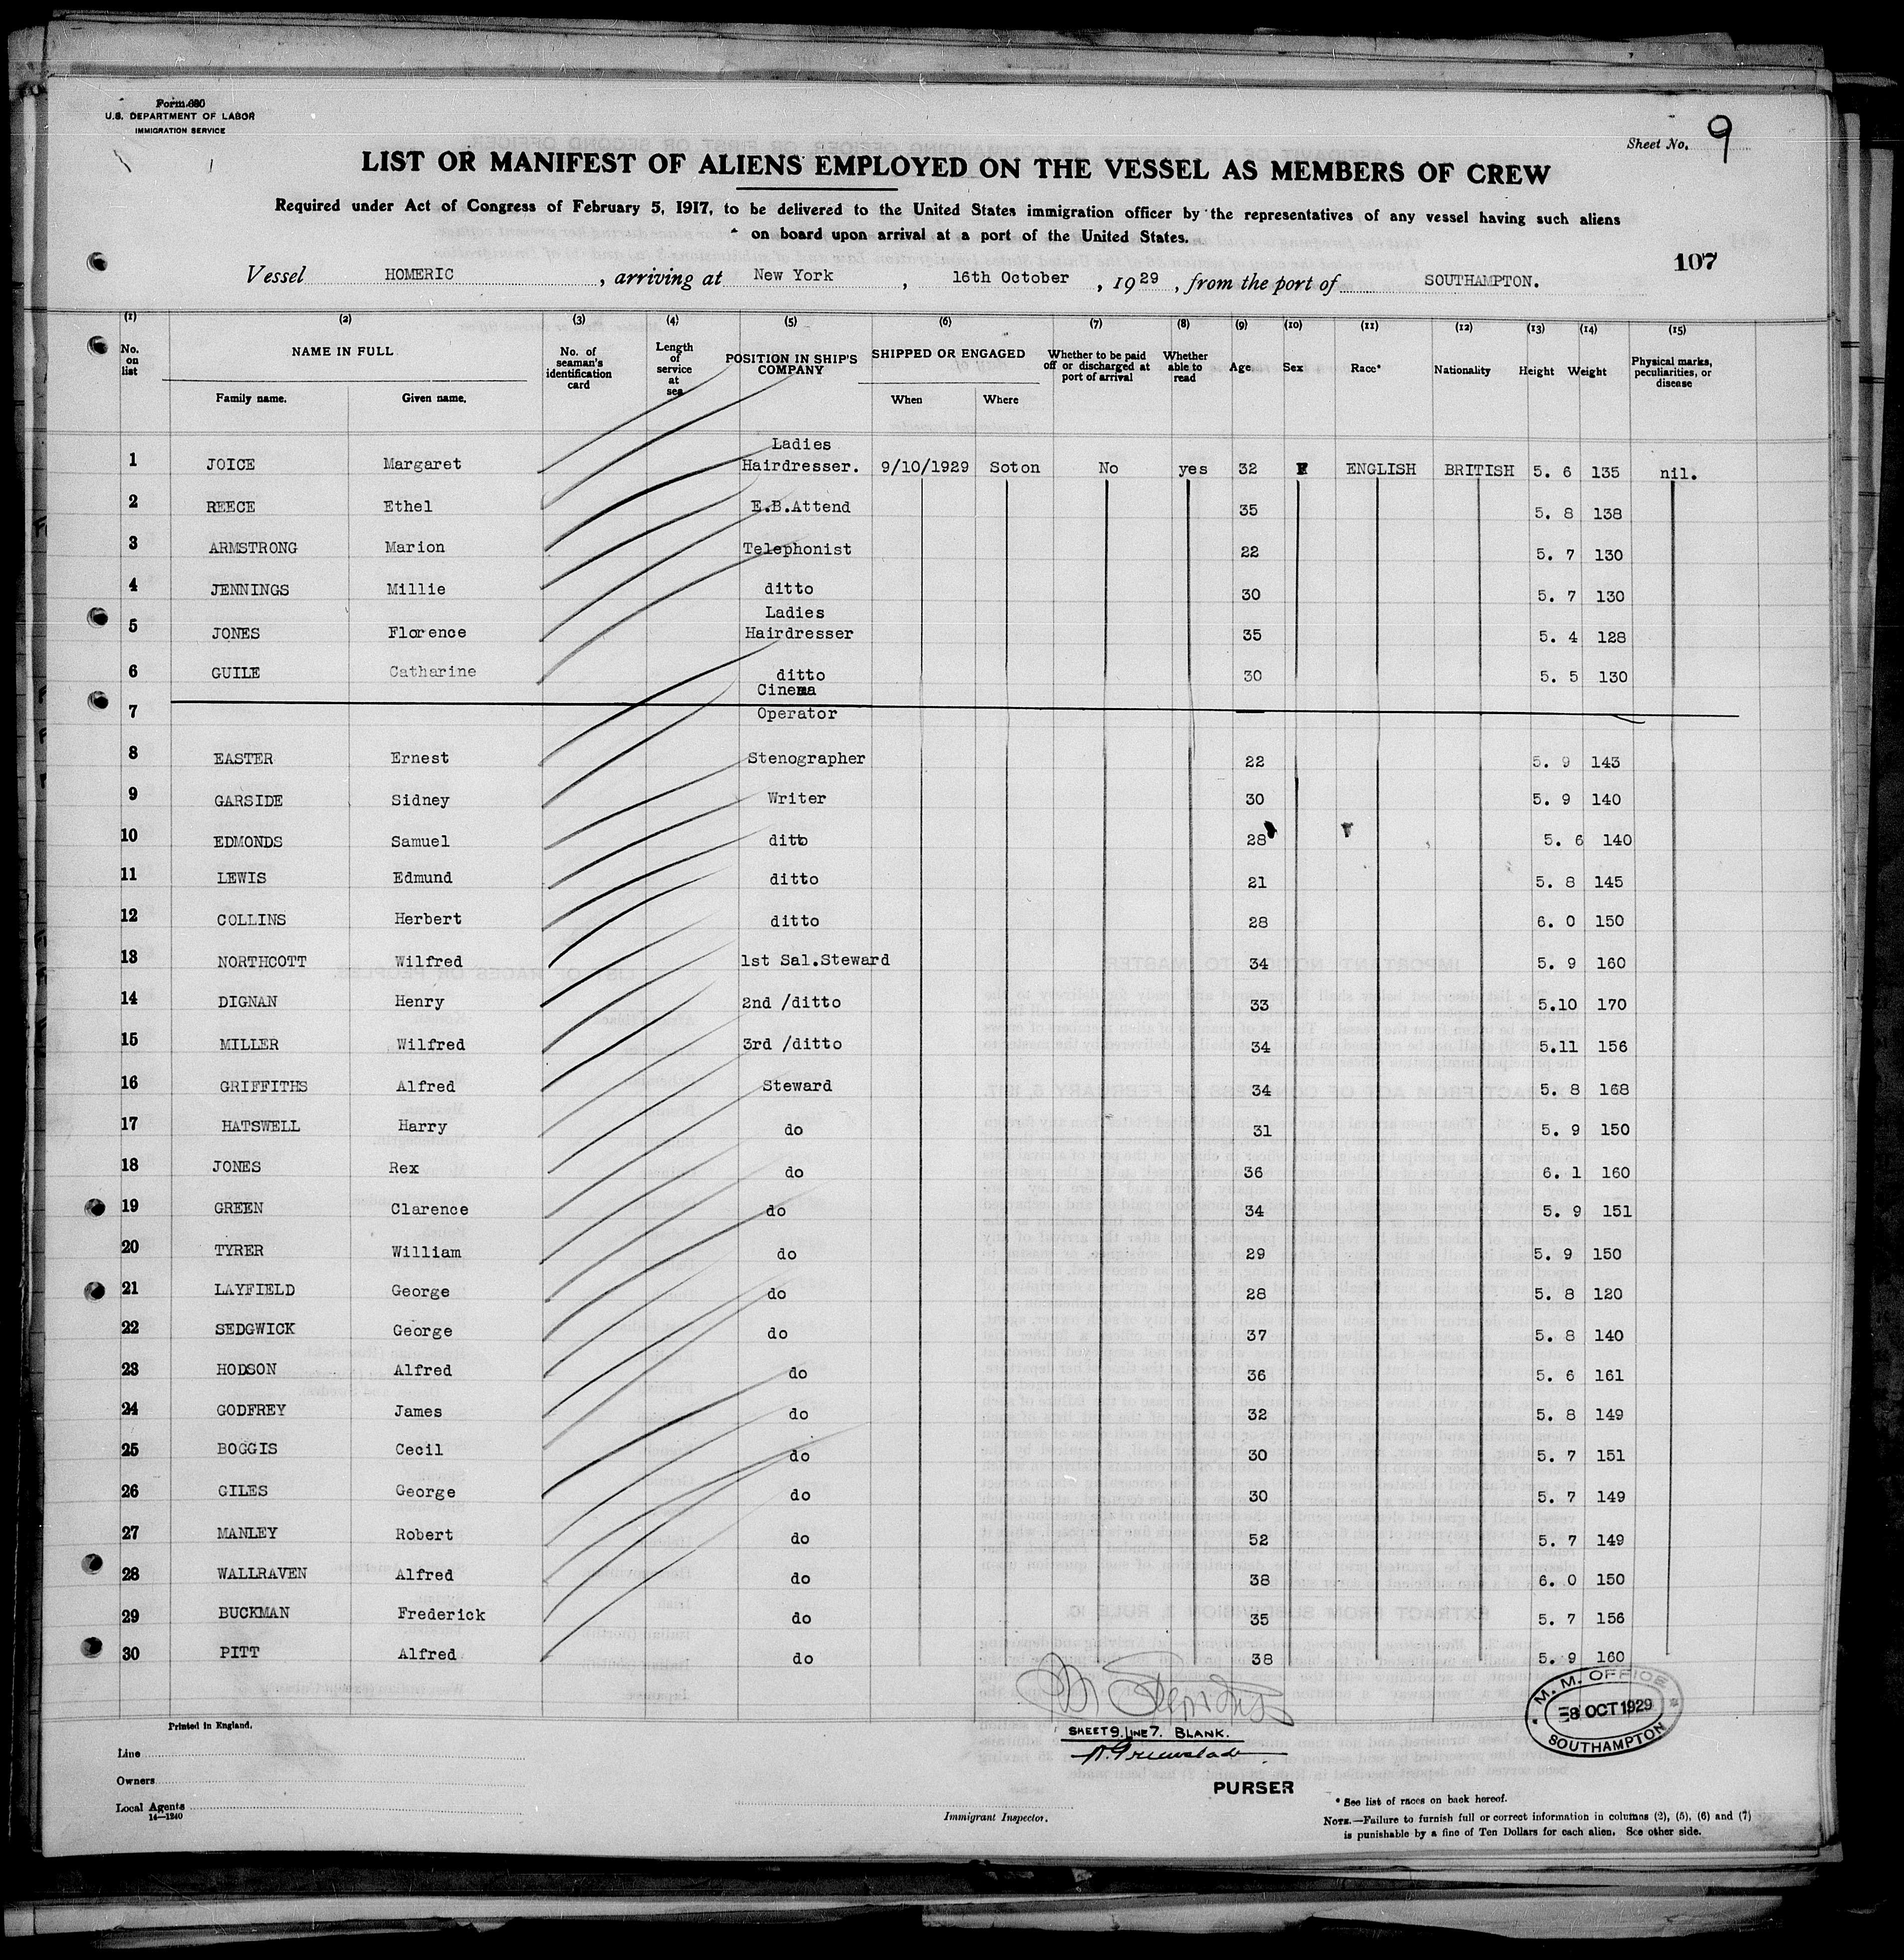 Form 680
U.S. DEPARTMENT OF LABOR
IMMIGRATION SERVICE
Sheet No. 9
LIST OR MANIFEST OF ALIENS EMPLOYED ON THE VESSEL AS MEMBERS OF CREW
Required under Act of Congress of February 5, 1917, to be delivered to the United States immigration officer by the representatives of any vessel having such aliens
on board upon arrival at a port of the United States.
107
Vessel HOMERIC, arriving at New York, 16th October, 1929, from the port of SOUTHAMPTON.
(1) (2) (3) (4) (5) (6) (7) (8) (9) (10) (11) (12) (13) (14) (15)
No. on list NAME IN FULL No. of seaman's identification card Length of service at sea POSITION IN SHIP'S COMPANY SHIPPED OR ENGAGED Whether to be paid off or discharged at port of arrival Whether able to read Age Sex Race* Nationality Height Weight Physical marks, peculiarities, or disease
Family name. Given name. When Where
1 JOICE Margaret Ladies Hairdresser. 9/10/1929 Soton No yes 32 F ENGLISH BRITISH 5. 6 135 nil.
2 REECE Ethel E.B.Attend 35 5. 8 138
3 ARMSTRONG Marion Telephonist 22 5. 7 130
4 JENNINGS Millie ditto 30 5. 7 130
5 JONES Florence Ladies Hairdresser 35 5. 4 128
6 GUILE Catharine ditto 30 5. 5 130
7 Cinema Operator
8 EASTER Ernest Stenographer 22 5. 9 143
9 GARSIDE Sidney Writer 30 5. 9 140
10 EDMONDS Samuel ditto 28 5. 6 140
11 LEWIS Edmund ditto 21 5. 8 145
12 COLLINS Herbert ditto 28 6. 0 150
13 NORTHCOTT Wilfred 1st Sal.Steward 34 5. 9 160
14 DIGNAN Henry 2nd /ditto 33 5.10 170
15 MILLER Wilfred 3rd /ditto 34 5.11 156
16 GRIFFITHS Alfred Steward 34 5. 8 168
17 HATSWELL Harry do 31 5. 9 150
18 JONES Rex do 36 6. 1 160
19 GREEN Clarence do 34 5. 9 151
20 TYRER William do 29 5. 9 150
21 LAYFIELD George do 28 5. 8 120
22 SEDGWICK George do 37 5. 8 140
23 HODSON Alfred do 36 5. 6 161
24 GODFREY James do 32 5. 8 149
25 BOGGIS Cecil do 30 5. 7 151
26 GILES George do 30 5. 7 149
27 MANLEY Robert do 52 5. 7 149
28 WALLRAVEN Alfred do 38 6. 0 150
29 BUCKMAN Frederick do 35 5. 7 156
30 PITT Alfred do 38 5. 9 160
M. M. OFFICE
8 OCT 1929
SOUTHAMPTON
Printed in England.
SHEET 9. LINE 7. BLANK.
Line
Owners
PURSER
Local Agents
14—1240
Immigrant Inspector.
* See list of races on back hereof.
NOTE.—Failure to furnish full or correct information in columns (2), (5), (6) and (7)
is punishable by a fine of Ten Dollars for each alien. See other side.